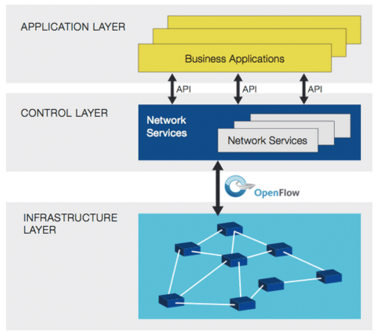 APPLICATION LAYER
Business Applications
API API API
CONTROL LAYER
Network
Services
Network Services
OpenFlow
INFRASTRUCTURE
LAYER